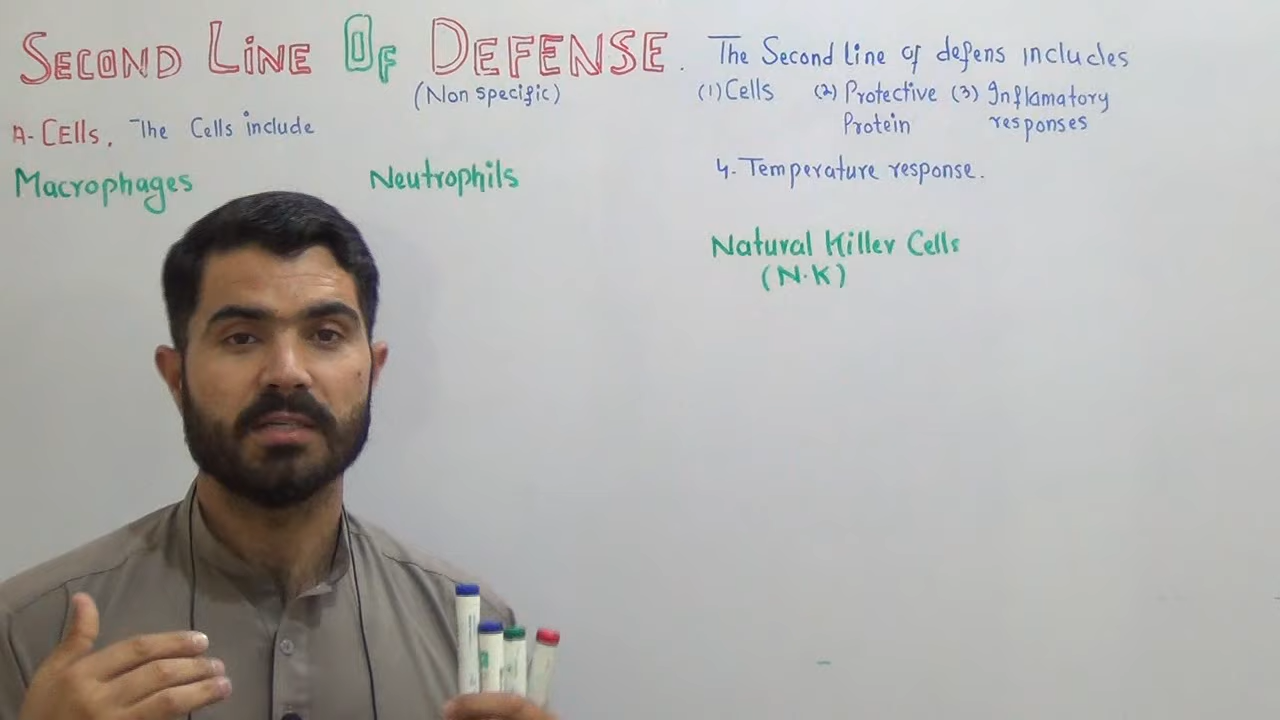 SECOND LINE OF DEFENSE.
(Non specific)
The Second line of defens includes
(1) Cells (2) Protective (3) Inflamatory
Protein responses
4. Temperature response.
A- CELLS. The Cells include
Macrophages Neutrophils
Natural Killer Cells
(N.K)